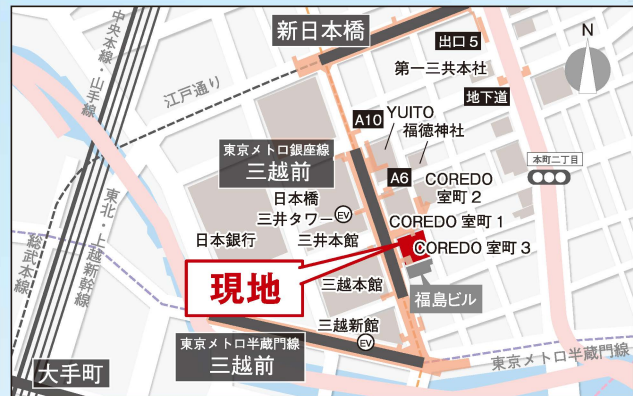 新日本橋
N
出口5
第一三共本社
中央本線・山手線
江戸通り
地下道
A10
YUITO
福徳神社
東京メトロ銀座線
三越前
本町二丁目
A6
COREDO
室町2
日本橋
三井タワー
EV
東北・上越新幹線
COREDO 室町1
日本銀行
三井本館
COREDO 室町3
総武本線
現地
三越本館
福島ビル
三越新館
EV
東京メトロ半蔵門線
三越前
東京メトロ半蔵門線
大手町